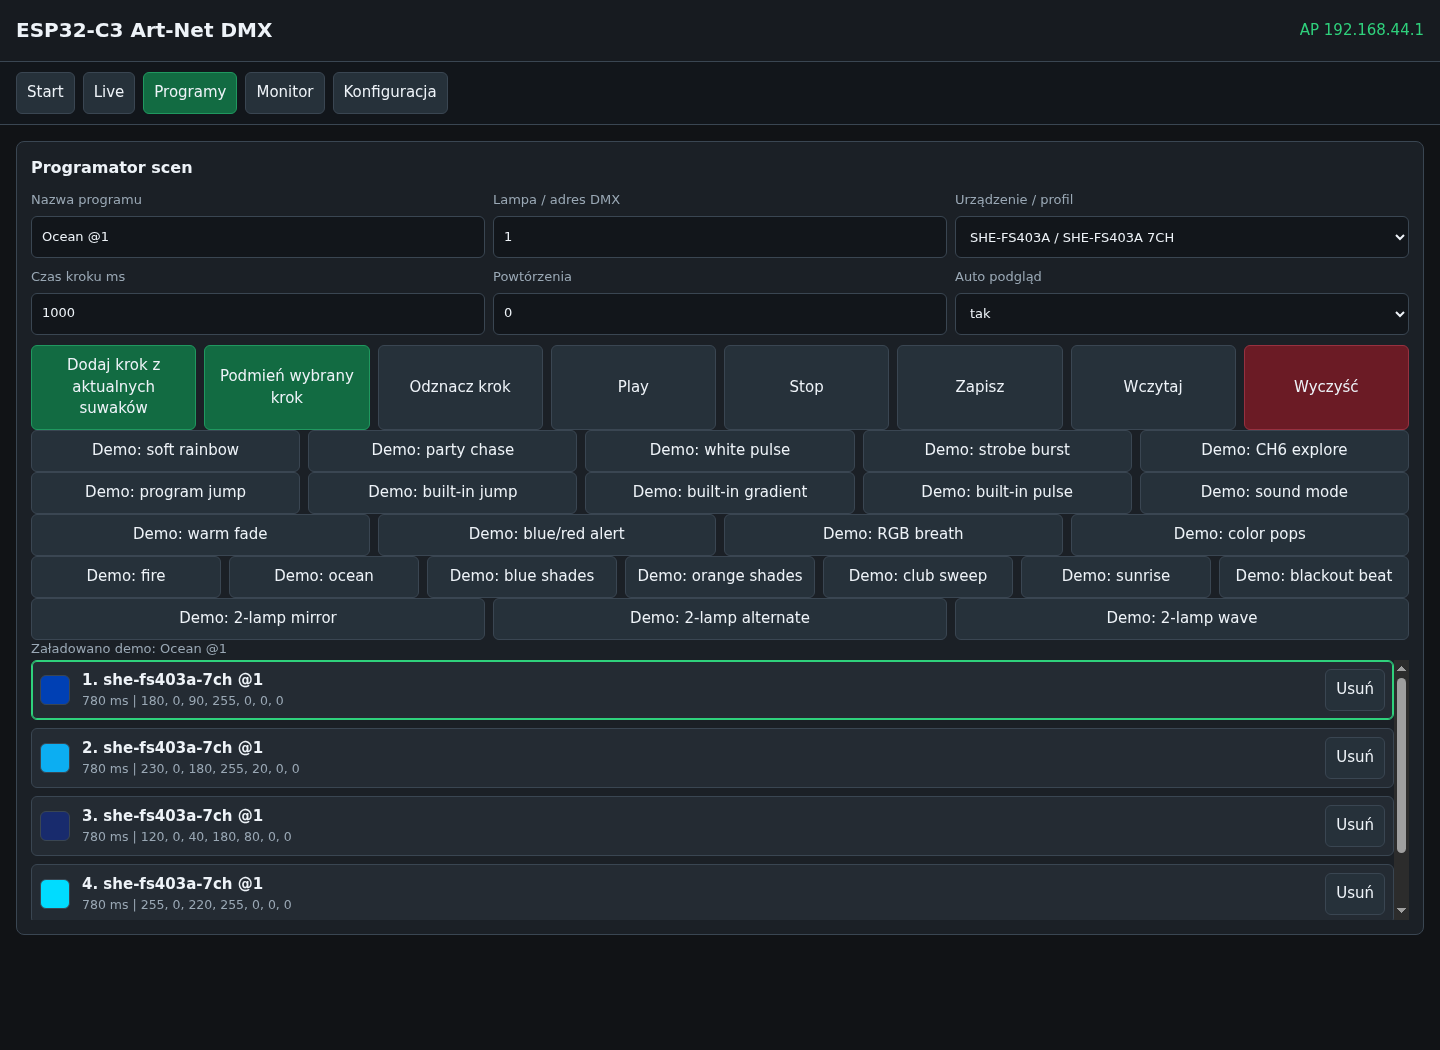 ESP32-C3 Art-Net DMX
AP 192.168.44.1
Start
Live
Programy
Monitor
Konfiguracja
Programator scen
Nazwa programu
Lampa / adres DMX
Urządzenie / profil
Ocean @1
1
SHE-FS403A / SHE-FS403A 7CH
Czas kroku ms
Powtórzenia
Auto podgląd
1000
0
tak
Dodaj krok z
aktualnych
suwaków
Podmień wybrany
krok
Odznacz krok
Play
Stop
Zapisz
Wczytaj
Wyczyść
Demo: soft rainbow
Demo: party chase
Demo: white pulse
Demo: strobe burst
Demo: CH6 explore
Demo: program jump
Demo: built-in jump
Demo: built-in gradient
Demo: built-in pulse
Demo: sound mode
Demo: warm fade
Demo: blue/red alert
Demo: RGB breath
Demo: color pops
Demo: fire
Demo: ocean
Demo: blue shades
Demo: orange shades
Demo: club sweep
Demo: sunrise
Demo: blackout beat
Demo: 2-lamp mirror
Demo: 2-lamp alternate
Demo: 2-lamp wave
Załadowano demo: Ocean @1
1. she-fs403a-7ch @1
780 ms | 180, 0, 90, 255, 0, 0, 0
Usuń
2. she-fs403a-7ch @1
780 ms | 230, 0, 180, 255, 20, 0, 0
Usuń
3. she-fs403a-7ch @1
780 ms | 120, 0, 40, 180, 80, 0, 0
Usuń
4. she-fs403a-7ch @1
780 ms | 255, 0, 220, 255, 0, 0, 0
Usuń